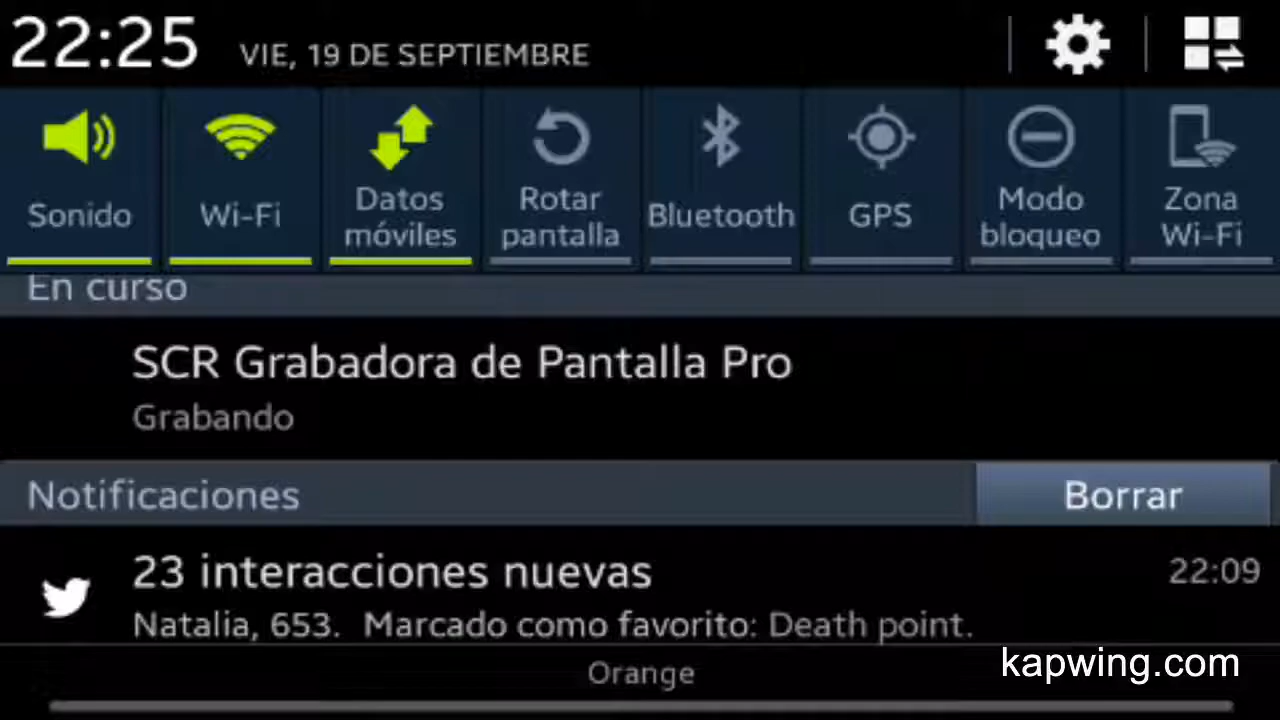 22:25 VIE, 19 DE SEPTIEMBRE
Sonido Wi-Fi Datos móviles Rotar pantalla Bluetooth GPS Modo bloqueo Zona Wi-Fi
En curso
SCR Grabadora de Pantalla Pro
Grabando
Notificaciones Borrar
23 interacciones nuevas 22:09
Natalia, 653. Marcado como favorito: Death point.
Orange
kapwing.com